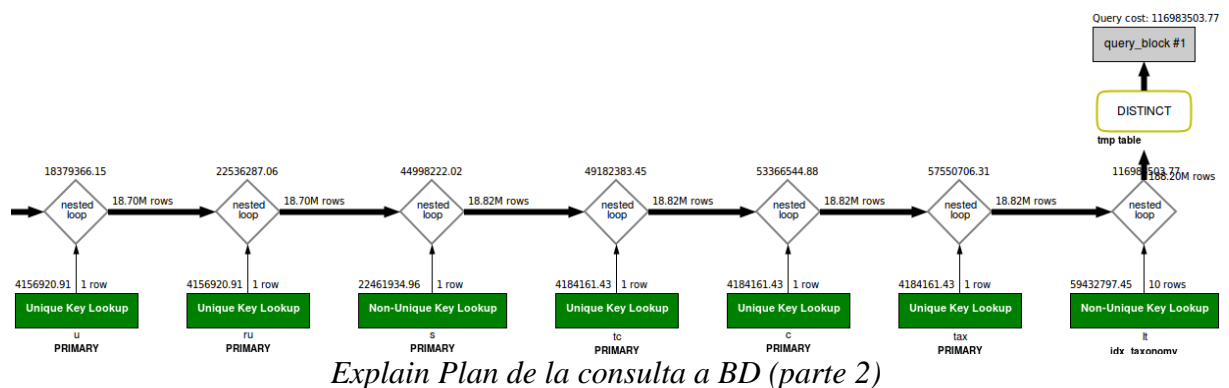 Query cost: 116983503.77
query_block #1
DISTINCT
tmp table
18379366.15
22536287.06
44998222.02
49182383.45
53366544.88
57550706.31
116983503.77
188.20M rows
nested loop
18.70M rows
nested loop
18.70M rows
nested loop
18.82M rows
nested loop
18.82M rows
nested loop
18.82M rows
nested loop
18.82M rows
nested loop
4156920.91 1 row
4156920.91 1 row
22461934.96 1 row
4184161.43 1 row
4184161.43 1 row
4184161.43 1 row
59432797.45 10 rows
Unique Key Lookup
Unique Key Lookup
Non-Unique Key Lookup
Unique Key Lookup
Unique Key Lookup
Unique Key Lookup
Non-Unique Key Lookup
u
ru
s
tc
c
tax
lt
PRIMARY
PRIMARY
PRIMARY
PRIMARY
PRIMARY
PRIMARY
idx_taxonomy
Explain Plan de la consulta a BD (parte 2)